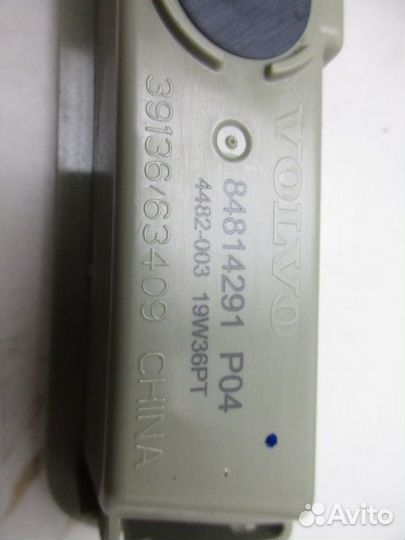 VOLVO
84814291 P04
4482-003 19W36PT
39136/63409 CHINA
Avito